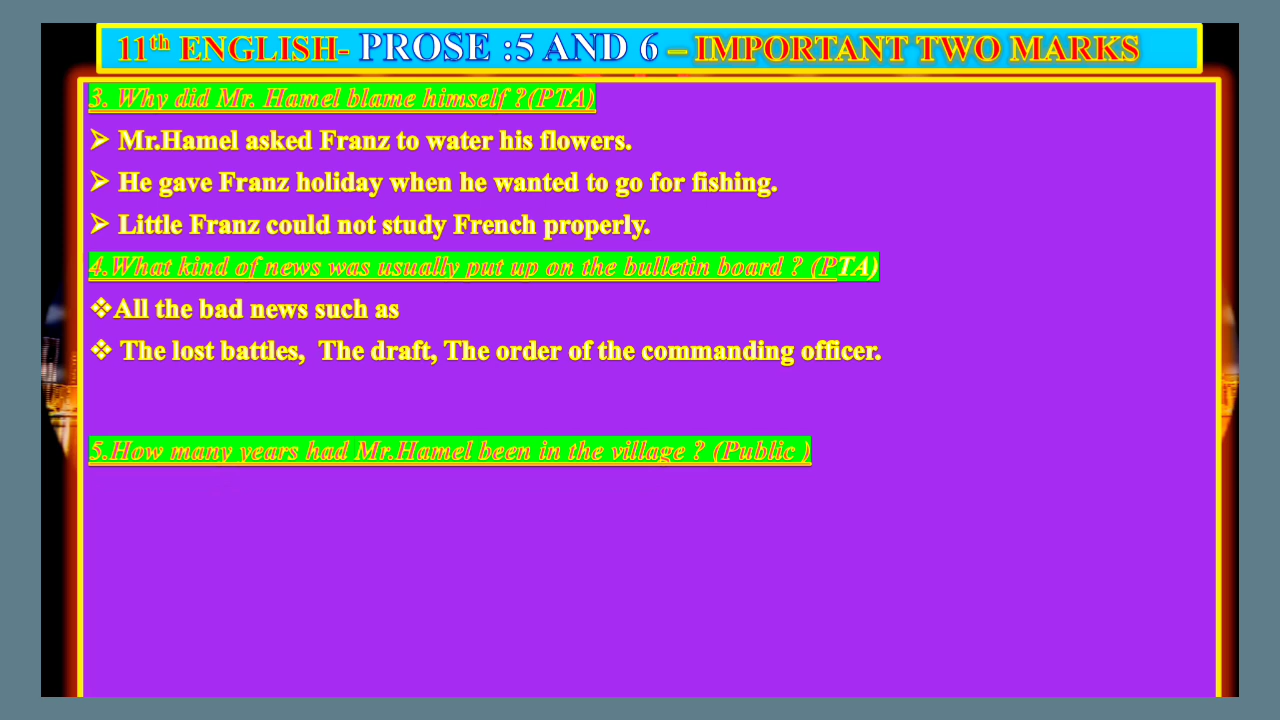 11th ENGLISH- PROSE :5 AND 6 – IMPORTANT TWO MARKS
3. Why did Mr. Hamel blame himself ?(PTA)
➢ Mr.Hamel asked Franz to water his flowers.
➢ He gave Franz holiday when he wanted to go for fishing.
➢ Little Franz could not study French properly.
4.What kind of news was usually put up on the bulletin board ? (PTA)
❖All the bad news such as
❖ The lost battles,  The draft, The order of the commanding officer.
5.How many years had Mr.Hamel been in the village ? (Public )